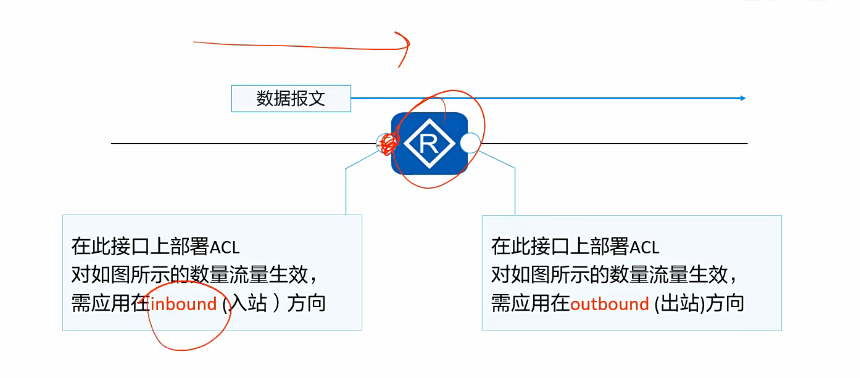 数据报文
R
在此接口上部署ACL
对如图所示的数量流量生效，
需应用在inbound (入站 ) 方向
在此接口上部署ACL
对如图所示的数量流量生效，
需应用在outbound (出站)方向